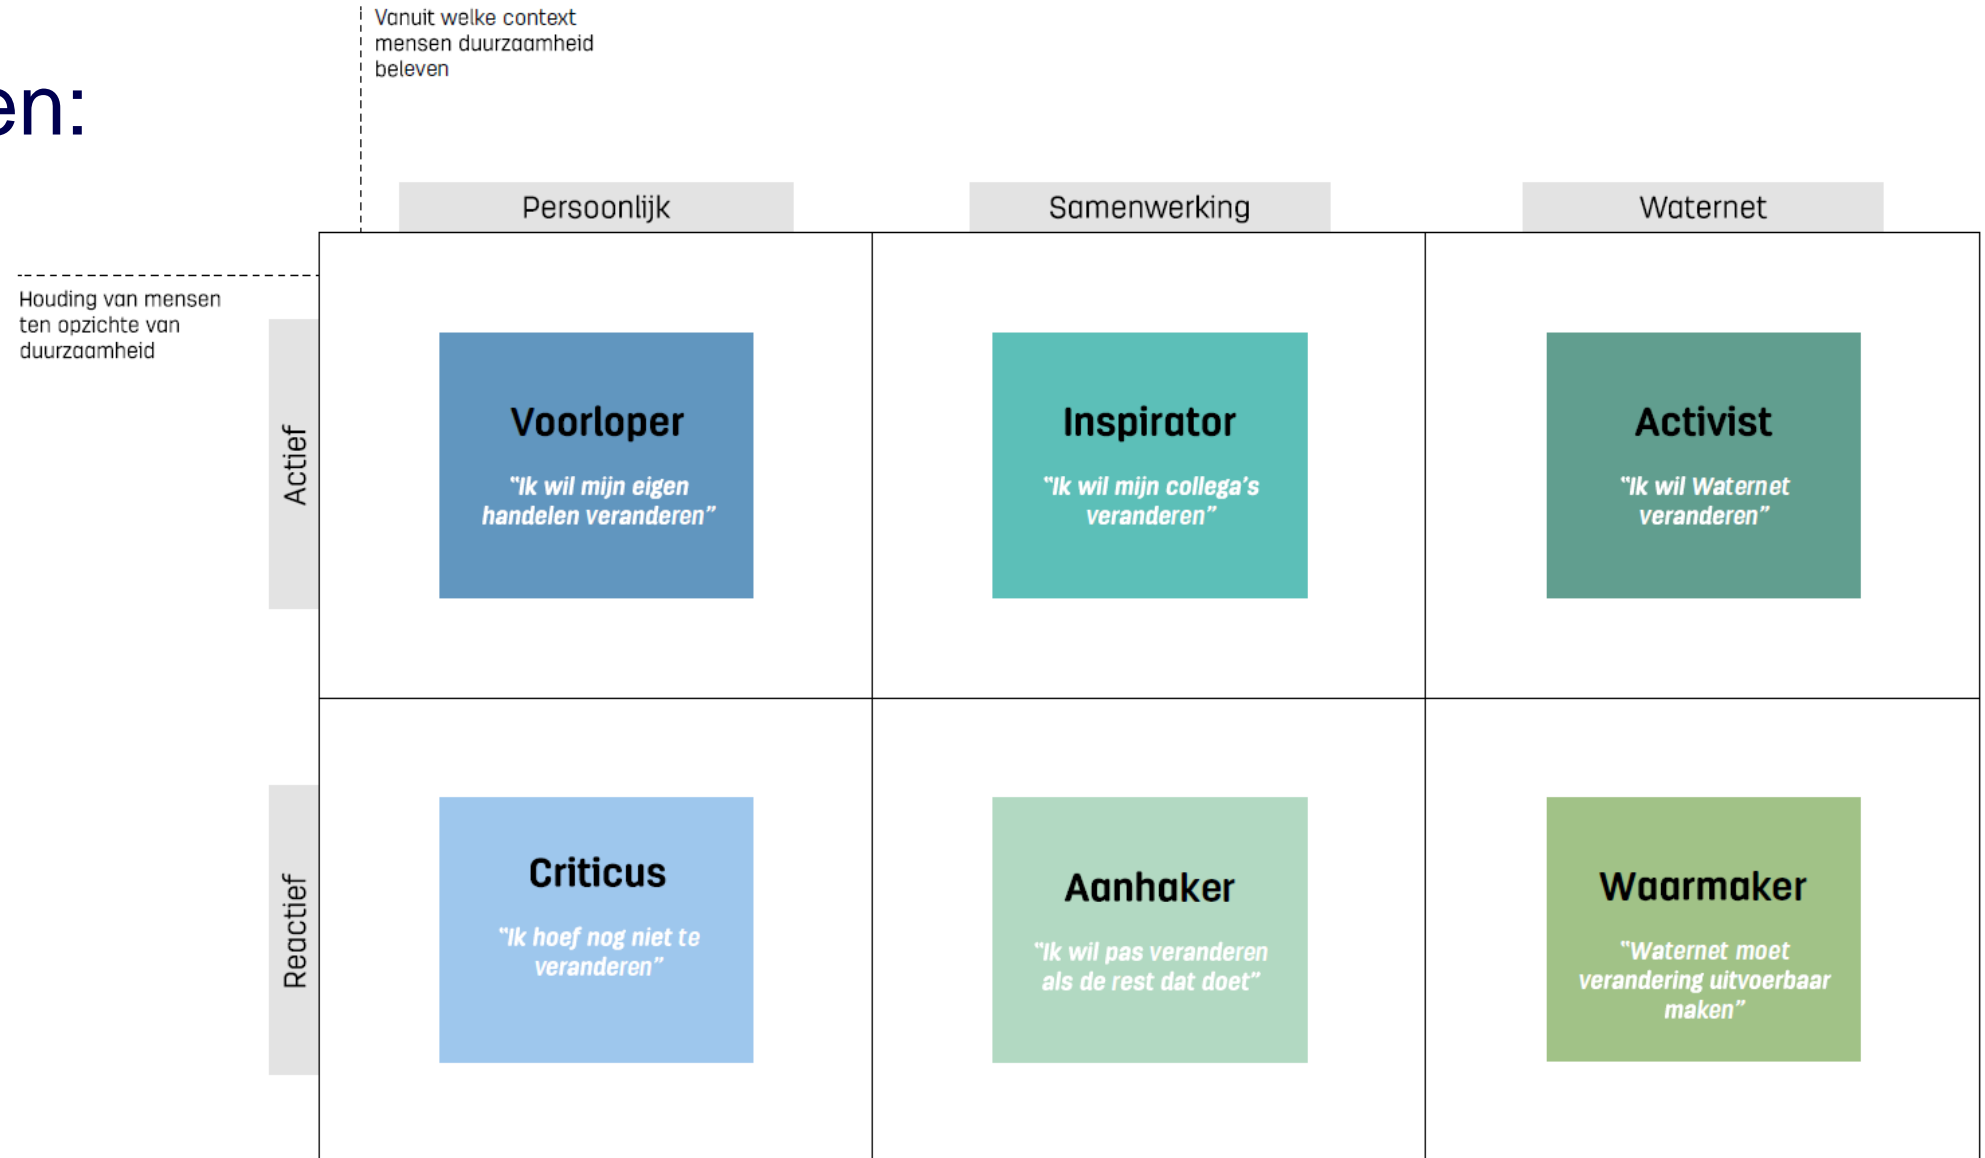 Vanuit welke context
mensen duurzaamheid
beleven
en:
Persoonlijk
Samenwerking
Waternet
Houding van mensen
ten opzichte van
duurzaamheid
Actief
Voorloper
"Ik wil mijn eigen
handelen veranderen"
Inspirator
"Ik wil mijn collega's
veranderen"
Activist
"Ik wil Waternet
veranderen"
Reactief
Criticus
"Ik hoef nog niet te
veranderen"
Aanhaker
"Ik wil pas veranderen
als de rest dat doet"
Waarmaker
"Waternet moet
verandering uitvoerbaar
maken"